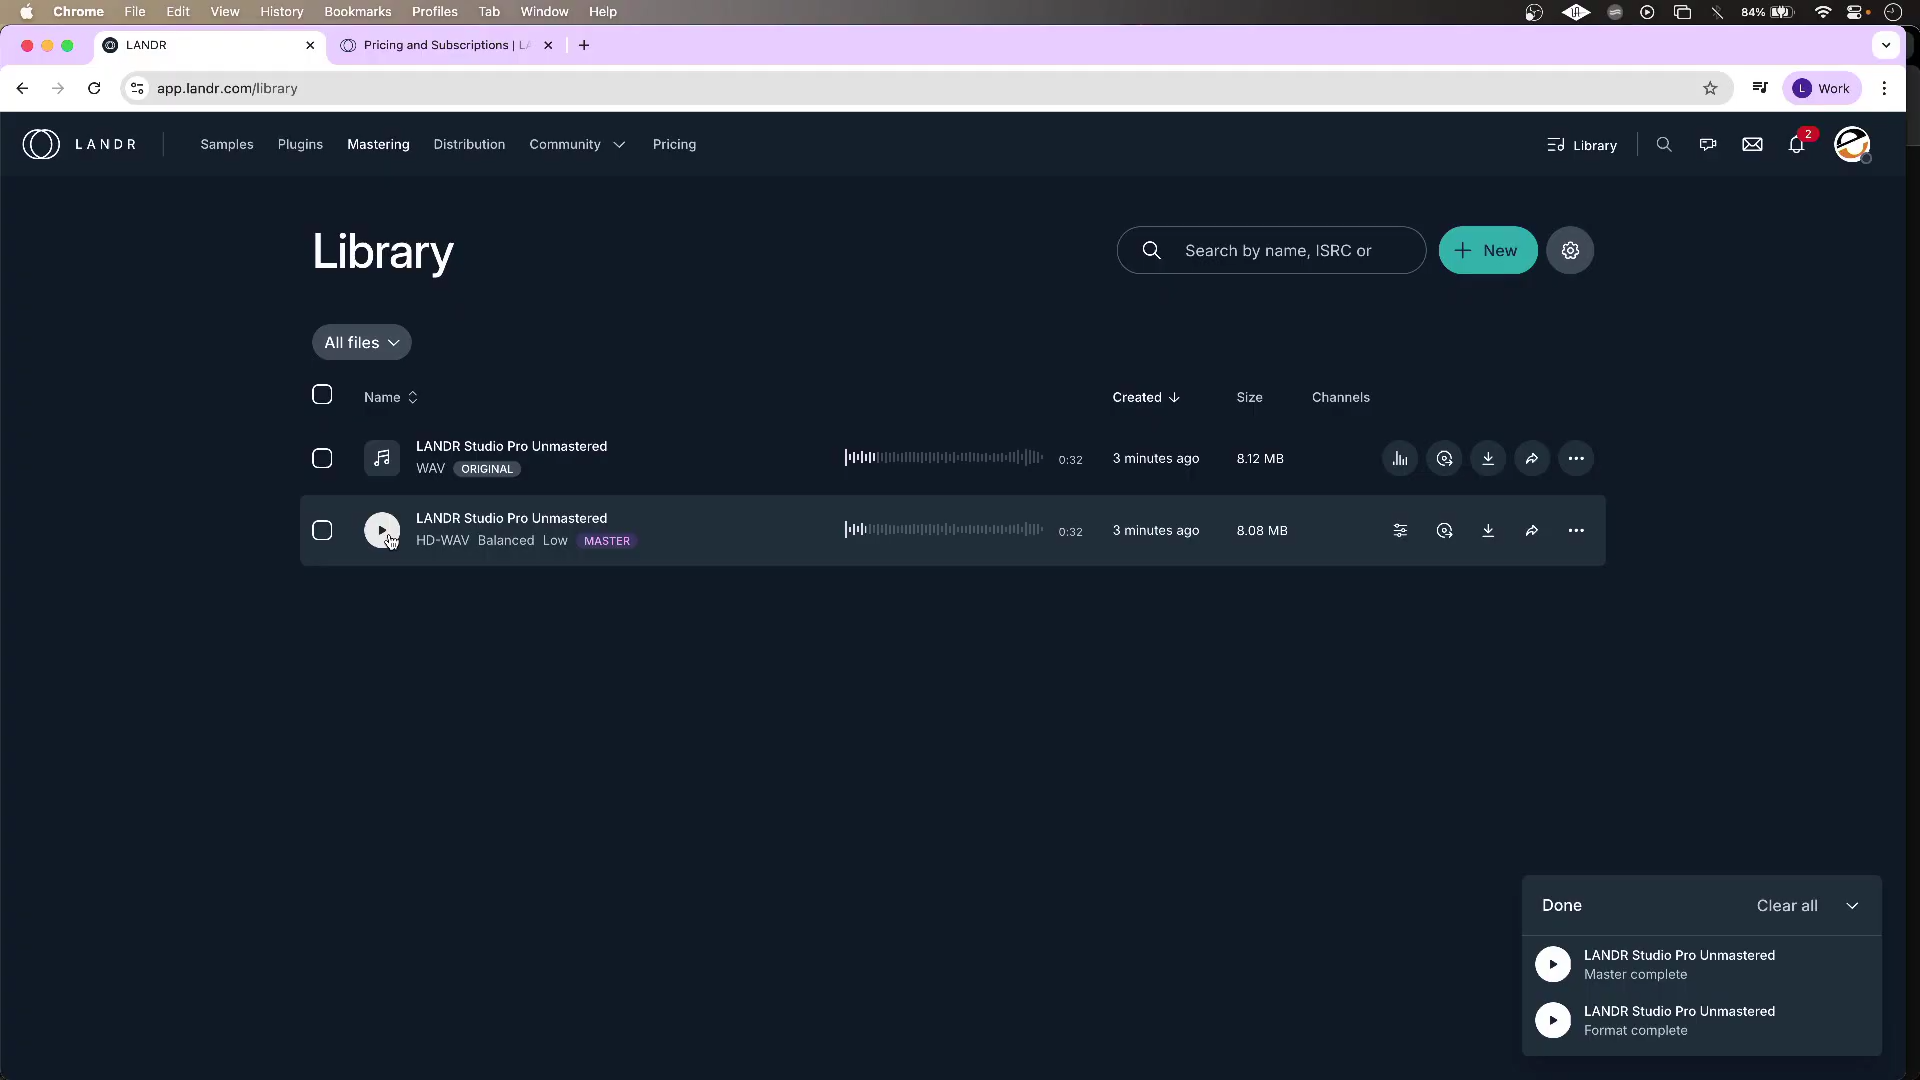 Chrome File Edit View History Bookmarks Profiles Tab Window Help 84%
LANDR Pricing and Subscriptions | LA
app.landr.com/library Work
LANDR Samples Plugins Mastering Distribution Community Pricing Library 2
Library Search by name, ISRC or New
All files
Name Created Size Channels
LANDR Studio Pro Unmastered
WAV ORIGINAL 0:32 3 minutes ago 8.12 MB
LANDR Studio Pro Unmastered
HD-WAV Balanced Low MASTER 0:32 3 minutes ago 8.08 MB
Done Clear all
LANDR Studio Pro Unmastered
Master complete
LANDR Studio Pro Unmastered
Format complete